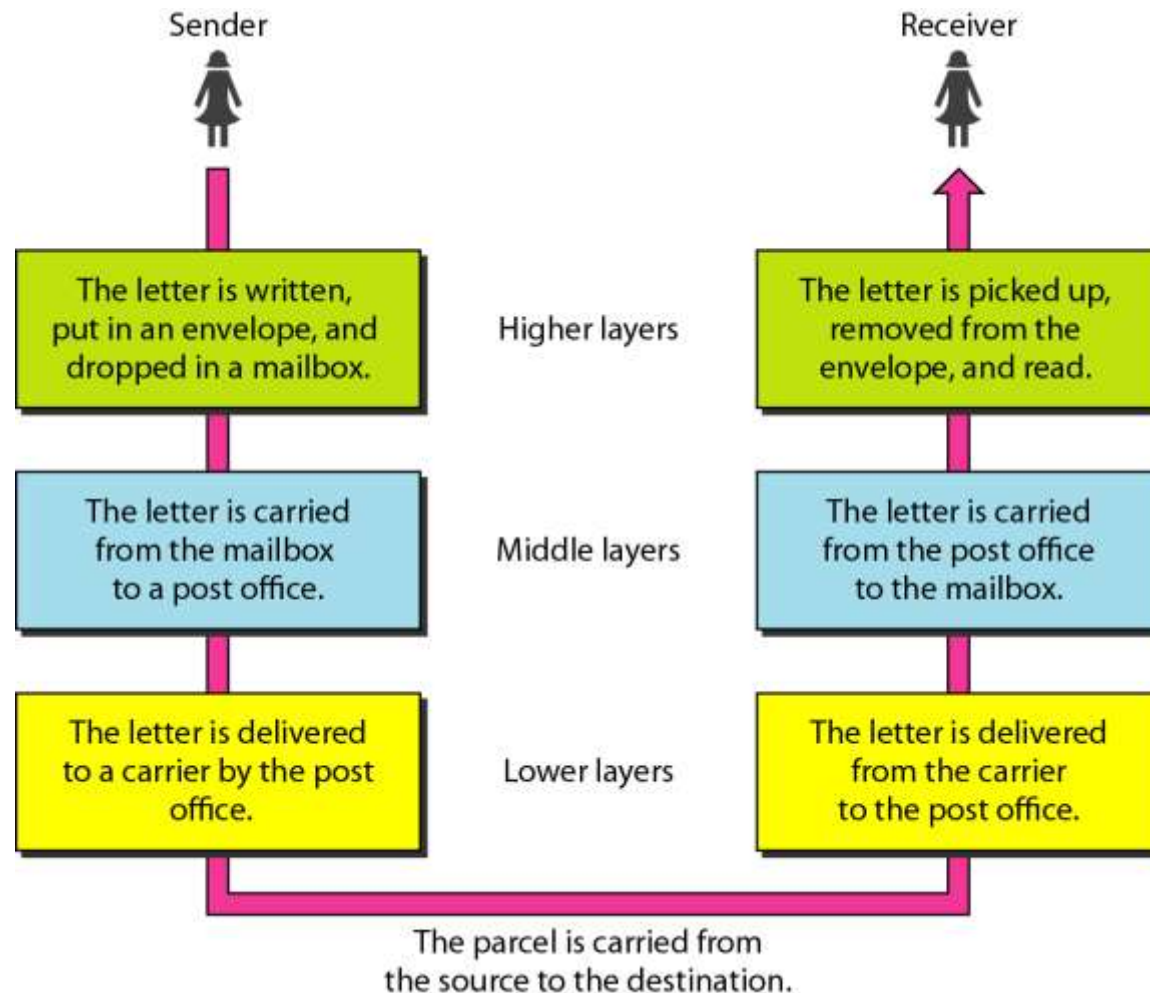 Sender
Receiver
The letter is written,
put in an envelope, and
dropped in a mailbox.
Higher layers
The letter is picked up,
removed from the
envelope, and read.
The letter is carried
from the mailbox
to a post office.
Middle layers
The letter is carried
from the post office
to the mailbox.
The letter is delivered
to a carrier by the post
office.
Lower layers
The letter is delivered
from the carrier
to the post office.
The parcel is carried from
the source to the destination.